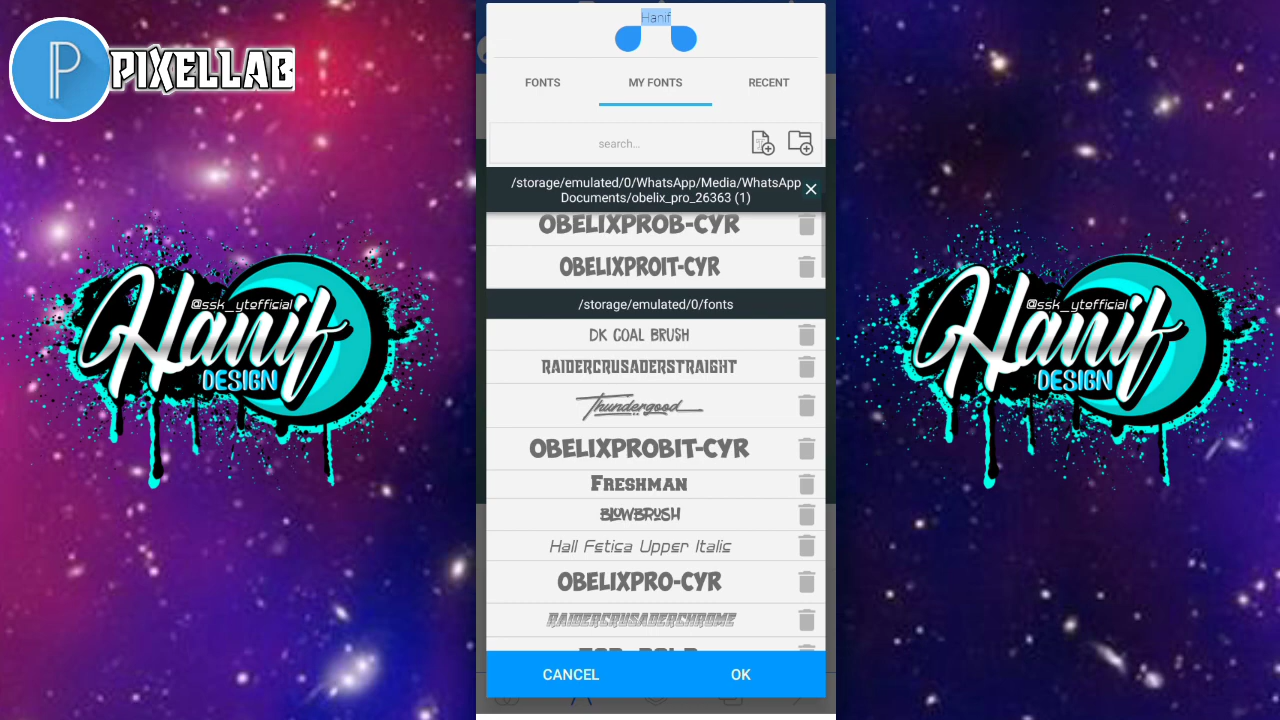 PIXELLAB
Hanif
FONTS
MY FONTS
RECENT
search...
/storage/emulated/0/WhatsApp/Media/WhatsApp
Documents/obelix_pro_26363 (1)
OBELIXPROB-CYR
OBELIXPROIT-CYR
/storage/emulated/0/fonts
DK COAL BRUSH
RAIDERCRUSADERSTRAIGHT
Thundergood
OBELIXPROBIT-CYR
FRESHMAN
BLOWBRUSH
Hall Fetica Upper Italic
OBELIXPRO-CYR
RAIDERCRUSADERCHROME
CANCEL
OK
@ssk_ytofficial
Hanif
DESIGN
@ssk_ytofficial
Hanif
DESIGN